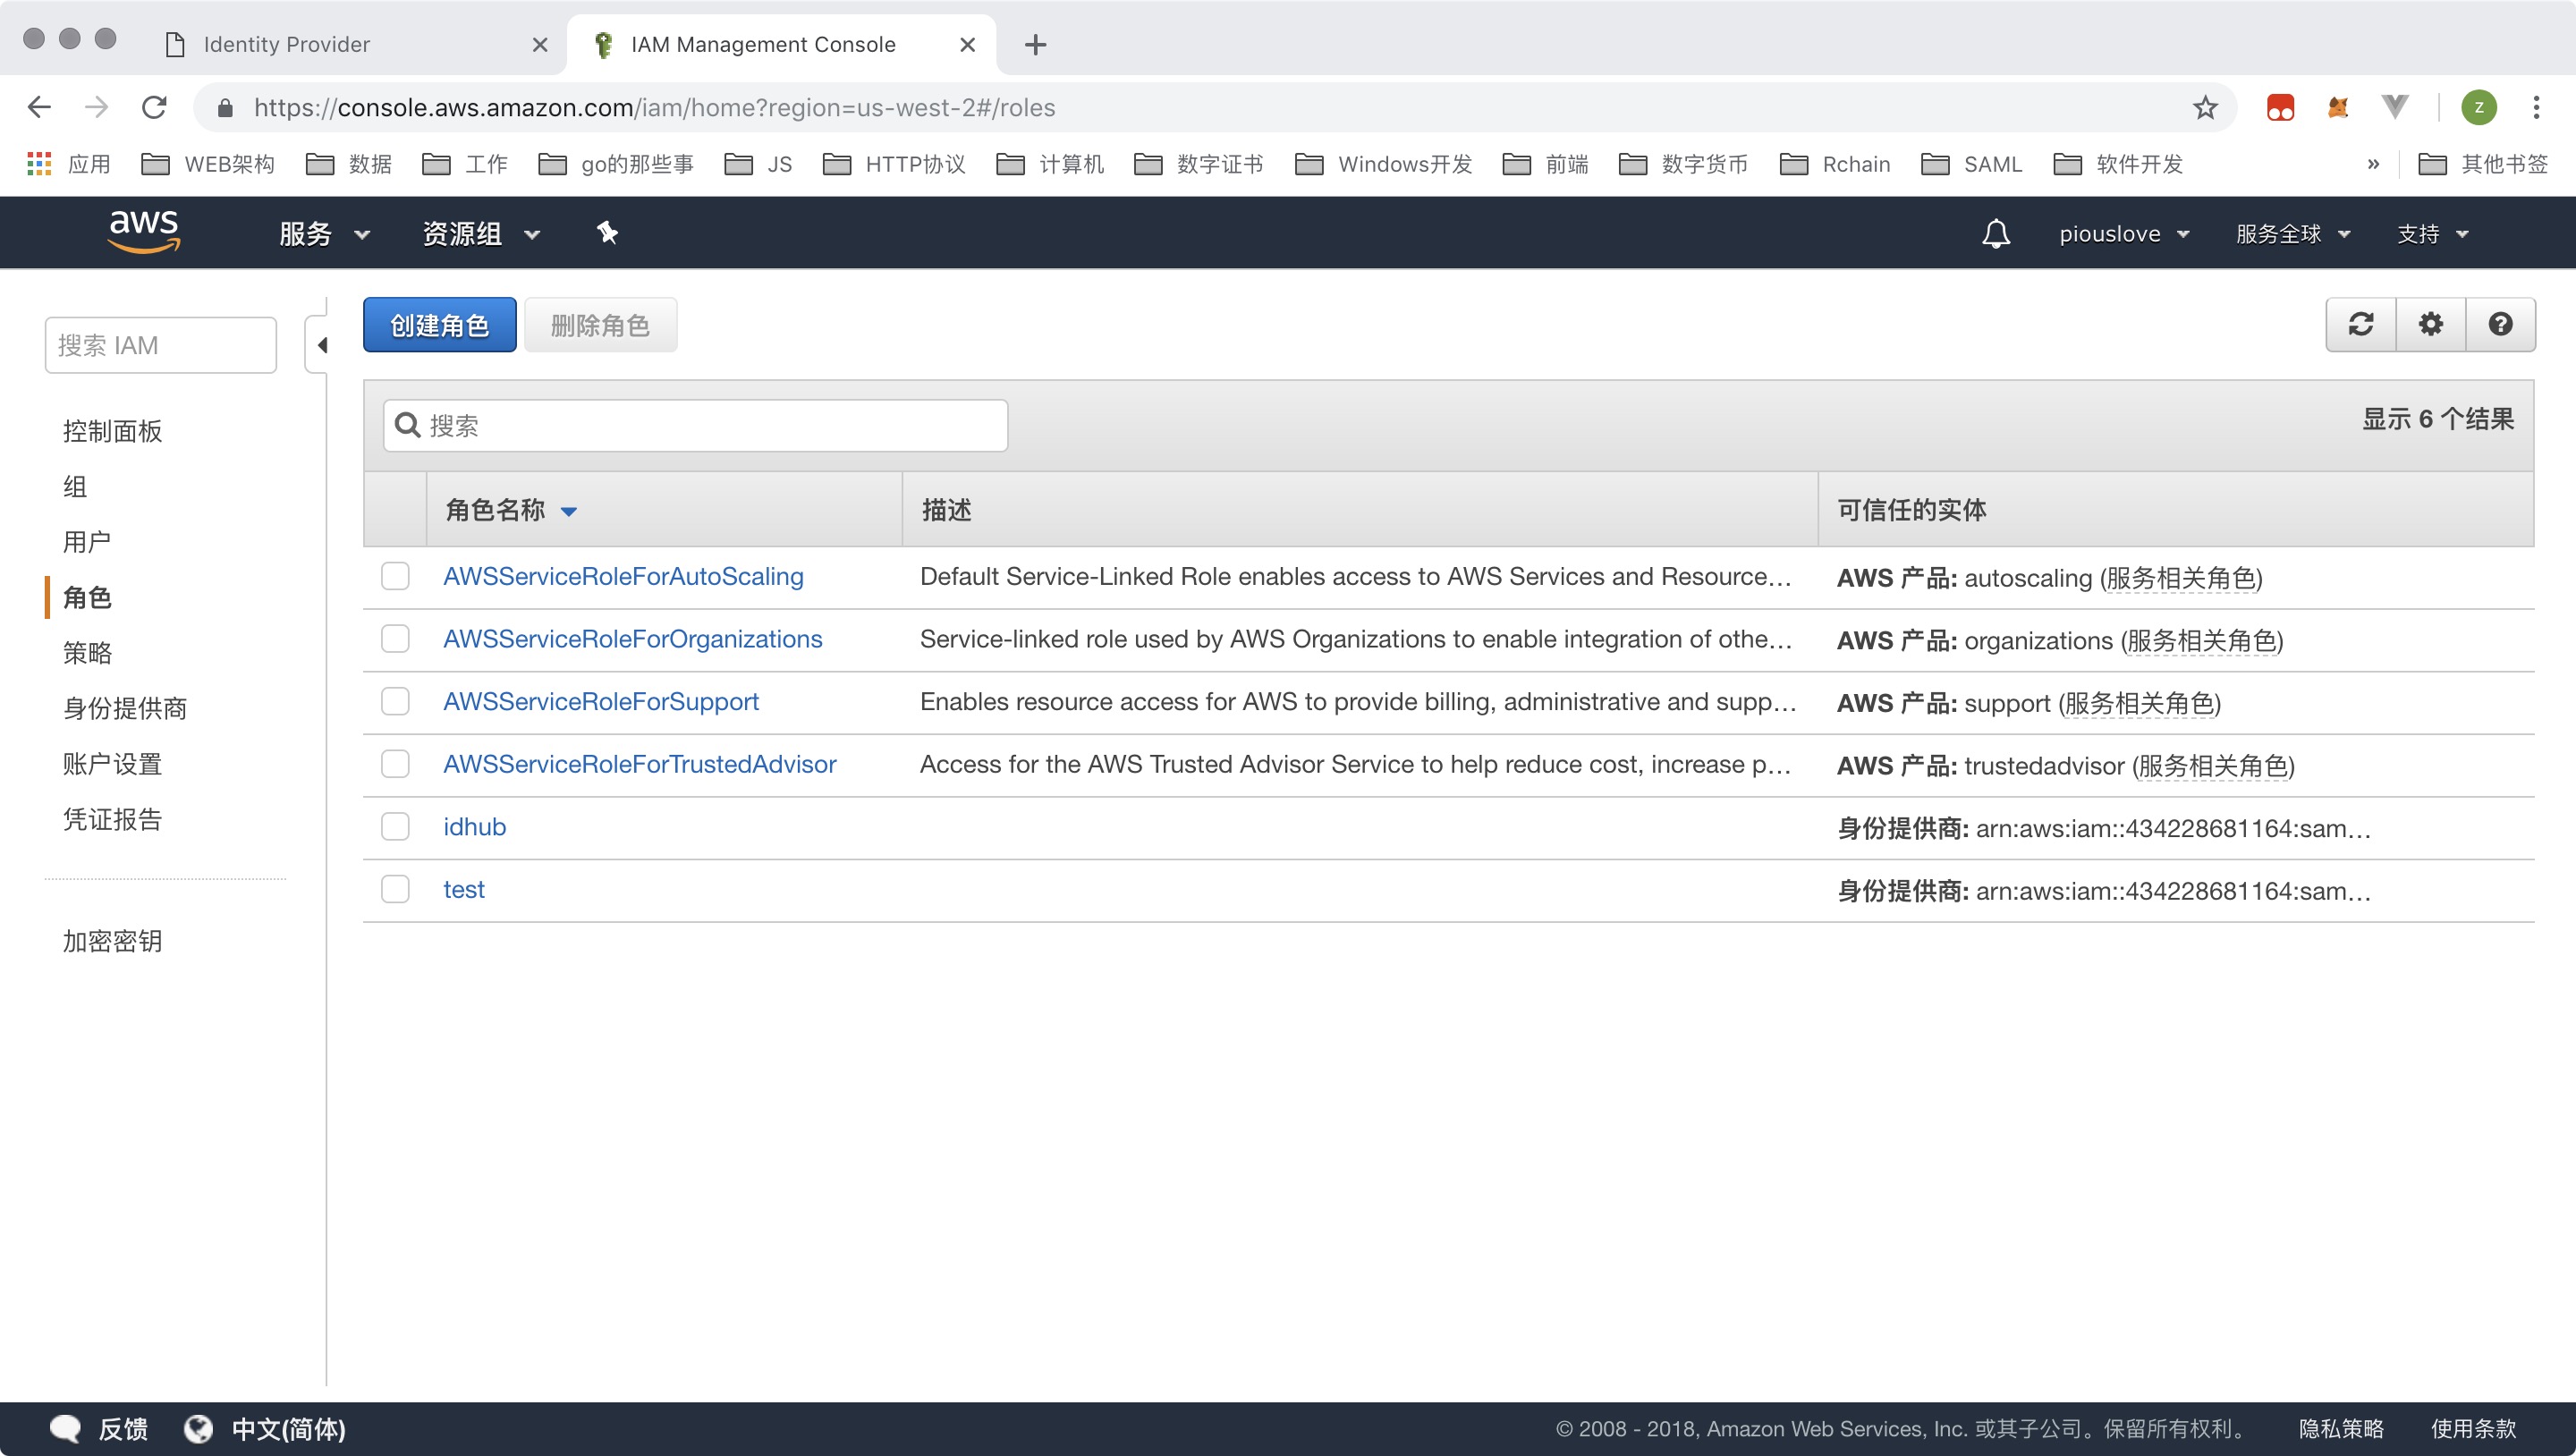 Identity Provider
IAM Management Console
https://console.aws.amazon.com/iam/home?region=us-west-2#/roles
Z
应用 WEB架构 数据 工作 go的那些事 JS HTTP协议 计算机 数字证书 Windows开发 前端 数字货币 Rchain SAML 软件开发 » 其他书签
aws 服务 资源组 piouslove 服务全球 支持
搜索 IAM
控制面板
组
用户
角色
策略
身份提供商
账户设置
凭证报告
加密密钥
创建角色 删除角色
搜索
显示 6 个结果
角色名称 描述 可信任的实体
AWSServiceRoleForAutoScaling Default Service-Linked Role enables access to AWS Services and Resource... AWS 产品: autoscaling (服务相关角色)
AWSServiceRoleForOrganizations Service-linked role used by AWS Organizations to enable integration of othe... AWS 产品: organizations (服务相关角色)
AWSServiceRoleForSupport Enables resource access for AWS to provide billing, administrative and supp... AWS 产品: support (服务相关角色)
AWSServiceRoleForTrustedAdvisor Access for the AWS Trusted Advisor Service to help reduce cost, increase p... AWS 产品: trustedadvisor (服务相关角色)
idhub 身份提供商: arn:aws:iam::434228681164:sam...
test 身份提供商: arn:aws:iam::434228681164:sam...
反馈 中文(简体) © 2008 - 2018, Amazon Web Services, Inc. 或其子公司。保留所有权利。 隐私策略 使用条款